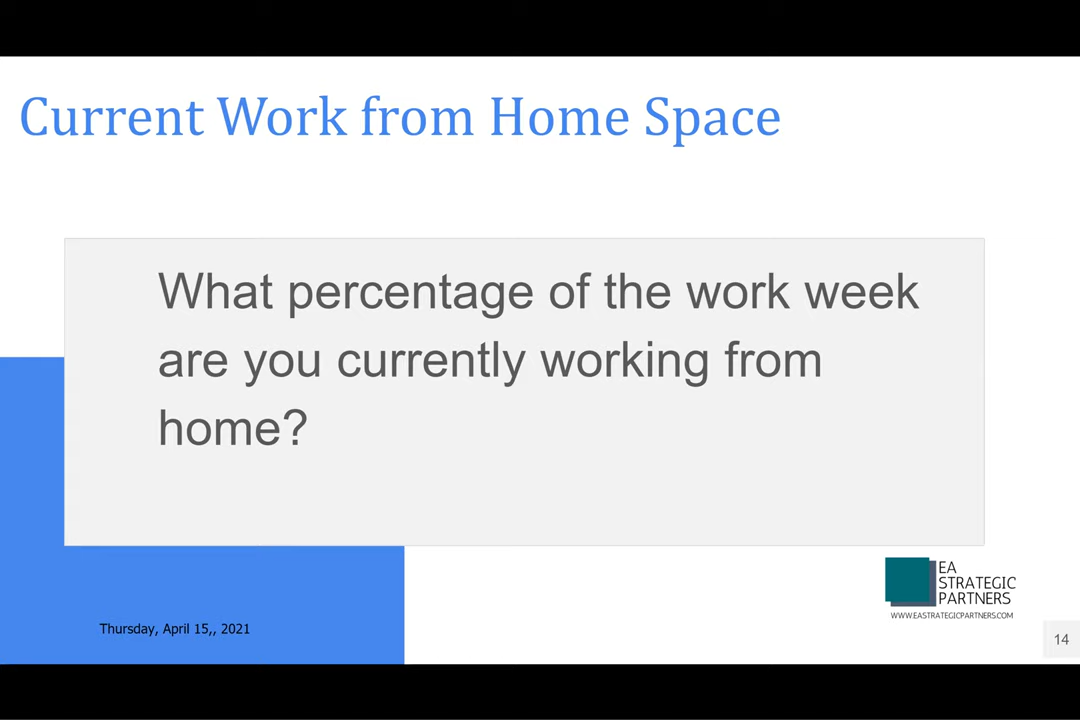 Current Work from Home Space
What percentage of the work week
are you currently working from
home?
EA
STRATEGIC
PARTNERS
WWW.EASTRATEGICPARTNERS.COM
Thursday, April 15,, 2021
14